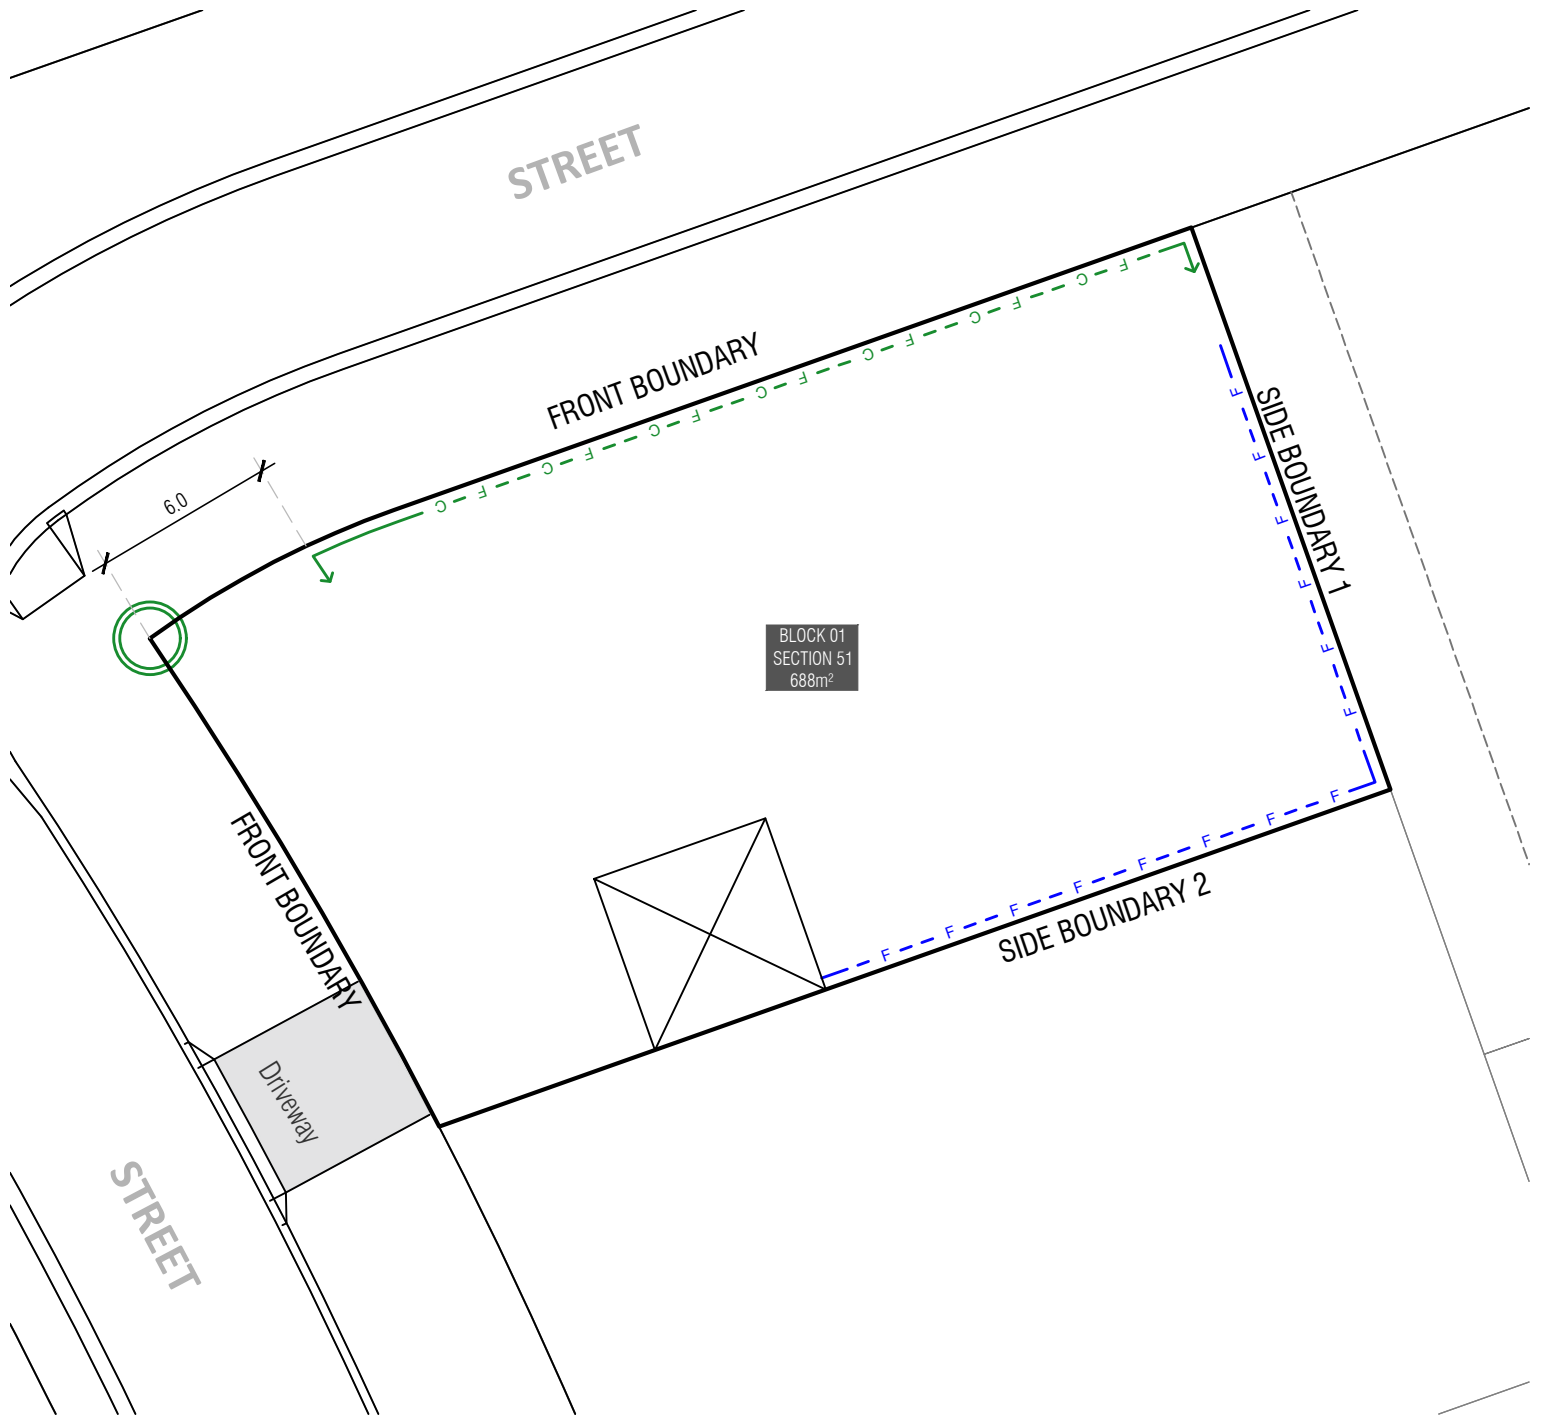 STREET
FRONT BOUNDARY
F
C
F
C
F
C
F
C
F
C
F
C
F
C
6.0
SIDE BOUNDARY 1
F
F
F
F
F
F
BLOCK 01
SECTION 51
688m²
FRONT BOUNDARY
F
F
F
F
F
F
F
F
SIDE BOUNDARY 2
Driveway
STREET